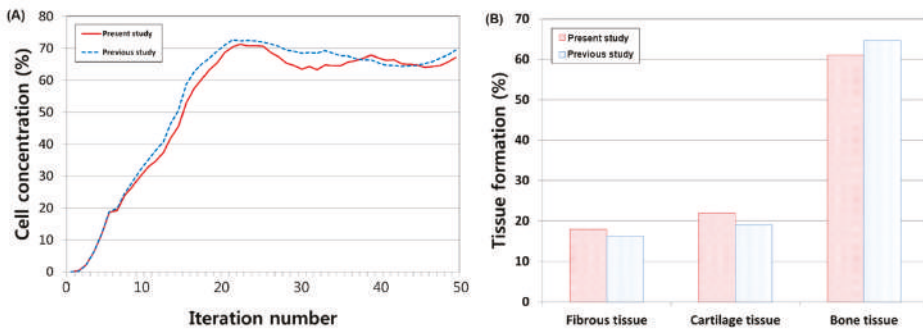 (A)
Cell concentration (%)
80
70
60
50
40
30
20
10
0
Present study
Previous study
0 10 20 30 40 50
Iteration number
(B)
Tissue formation (%)
70
60
50
40
30
20
10
0
Present study
Previous study
Fibrous tissue Cartilage tissue Bone tissue